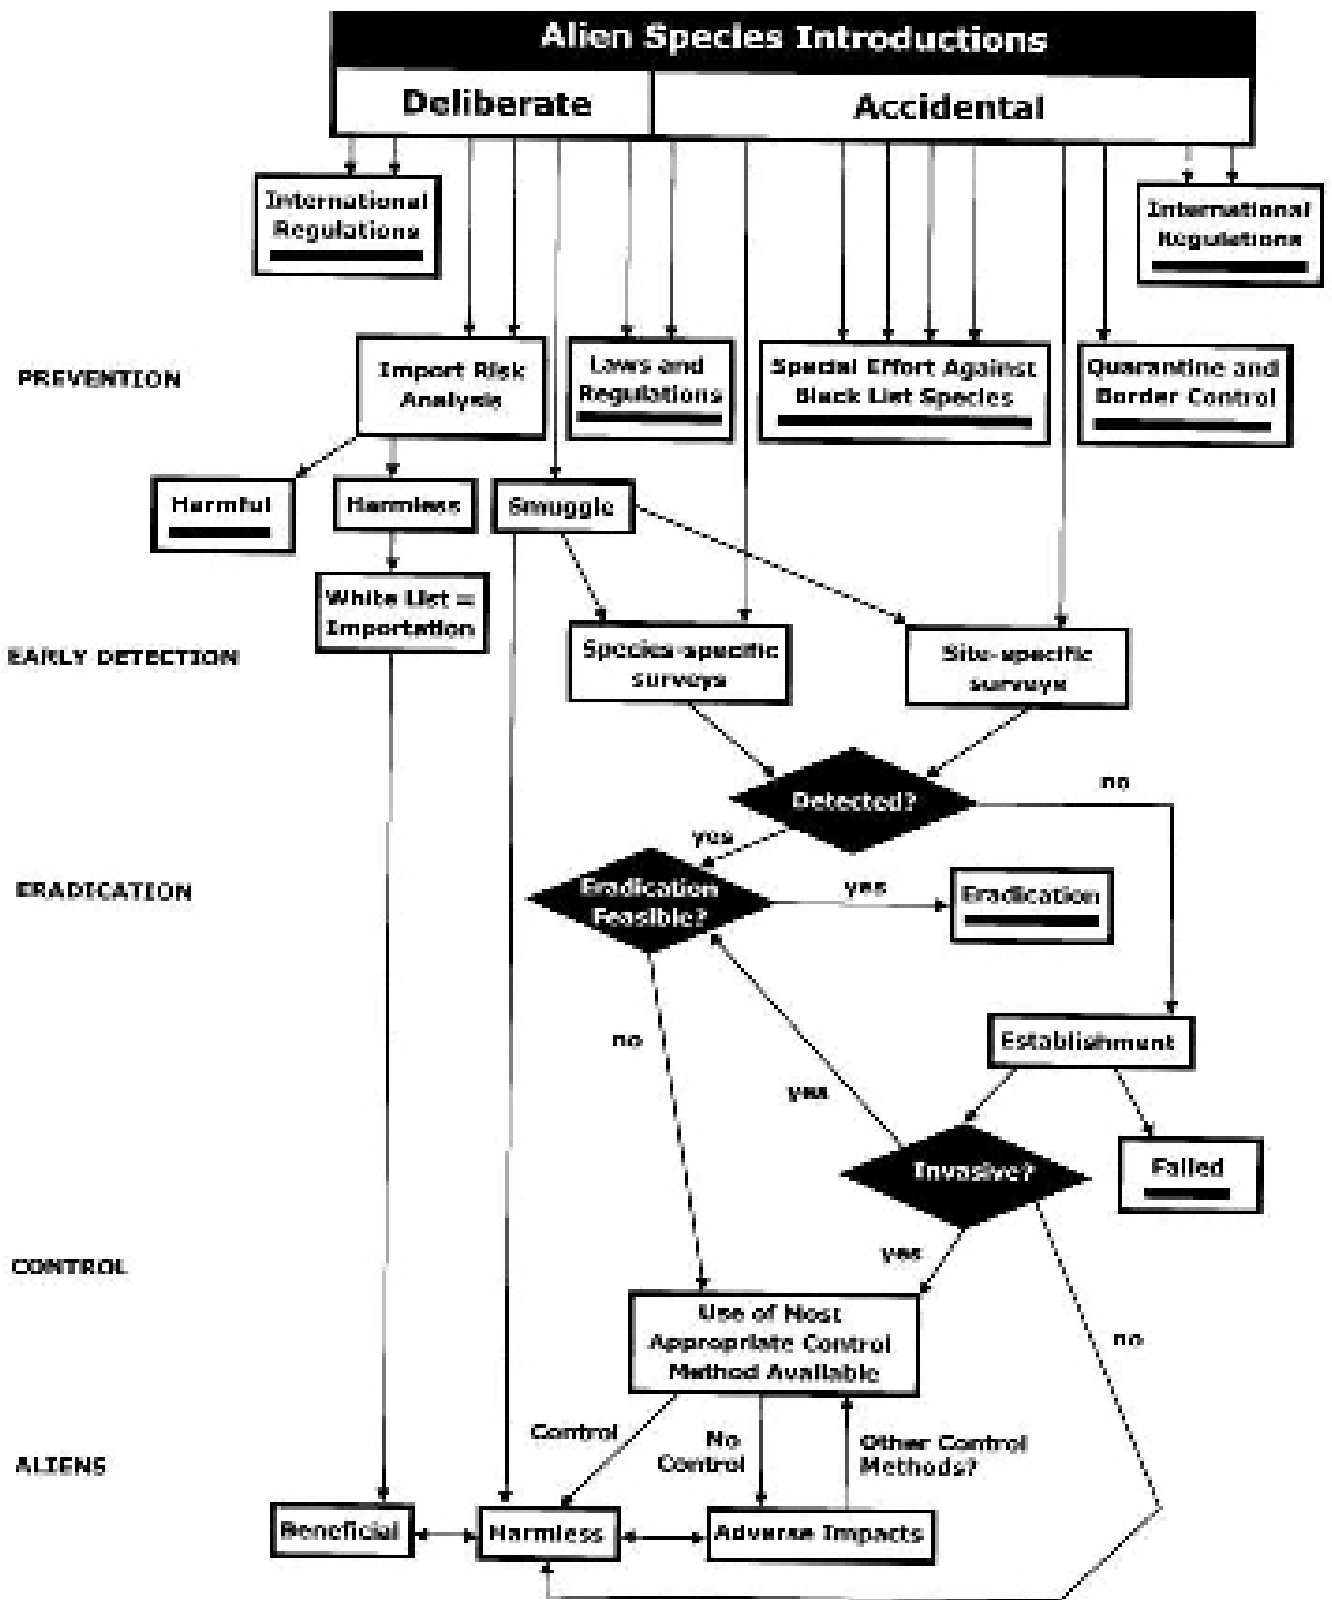 Alien Species Introductions
Deliberate
Accidental
International
Regulations
International
Regulations
PREVENTION
Import Risk
Analysis
Laws and
Regulations
Special Effort Against
Black List Species
Quarantine and
Border Control
Harmful
Harmless
Smuggle
White List =
Importation
EARLY DETECTION
Species-specific
surveys
Site-specific
surveys
Detected?
no
yes
ERADICATION
Eradication
Feasible?
yes
Eradication
no
Establishment
yes
Invasive?
Failed
CONTROL
yes
Use of Most
Appropriate Control
Method Available
no
Control
No
Control
Other Control
Methods?
ALIENS
Beneficial
Harmless
Adverse Impacts